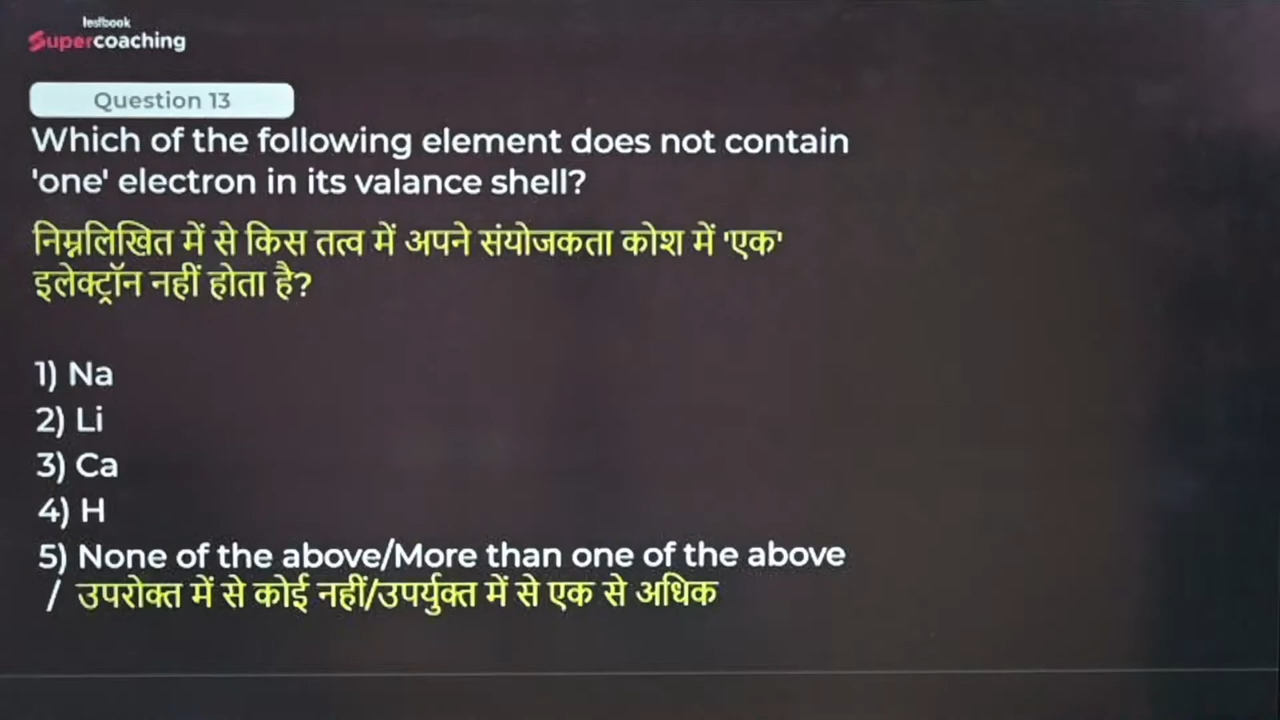 testbook
Supercoaching
Question 13
Which of the following element does not contain
'one' electron in its valance shell?
निम्नलिखित में से किस तत्व में अपने संयोजकता कोश में 'एक'
इलेक्ट्रॉन नहीं होता है?
1) Na
2) Li
3) Ca
4) H
5) None of the above/More than one of the above
/ उपरोक्त में से कोई नहीं/उपर्युक्त में से एक से अधिक